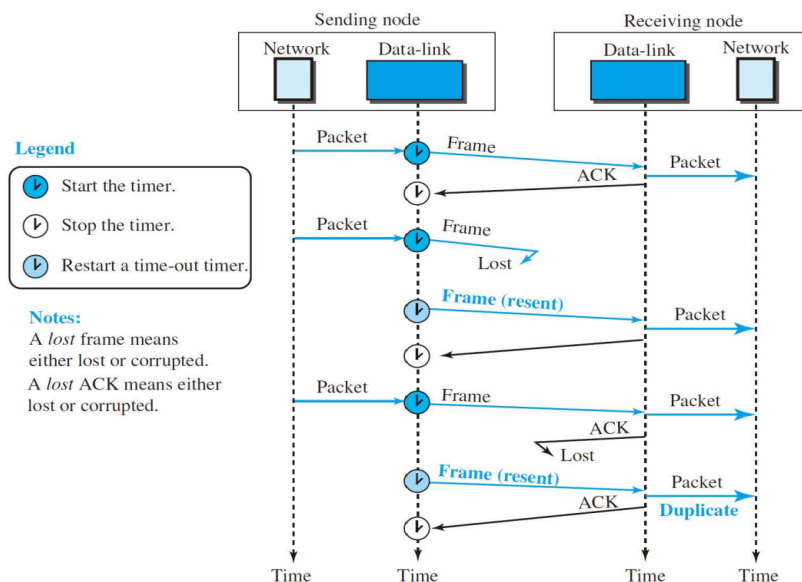 Sending node
Receiving node
Network
Data-link
Data-link
Network
Legend
Start the timer.
Stop the timer.
Restart a time-out timer.
Notes:
A lost frame means
either lost or corrupted.
A lost ACK means either
lost or corrupted.
Packet
Frame
Packet
ACK
Packet
Frame
Lost
Frame (resent)
Packet
Packet
Frame
Packet
ACK
Lost
Frame (resent)
Packet
ACK
Duplicate
Time
Time
Time
Time